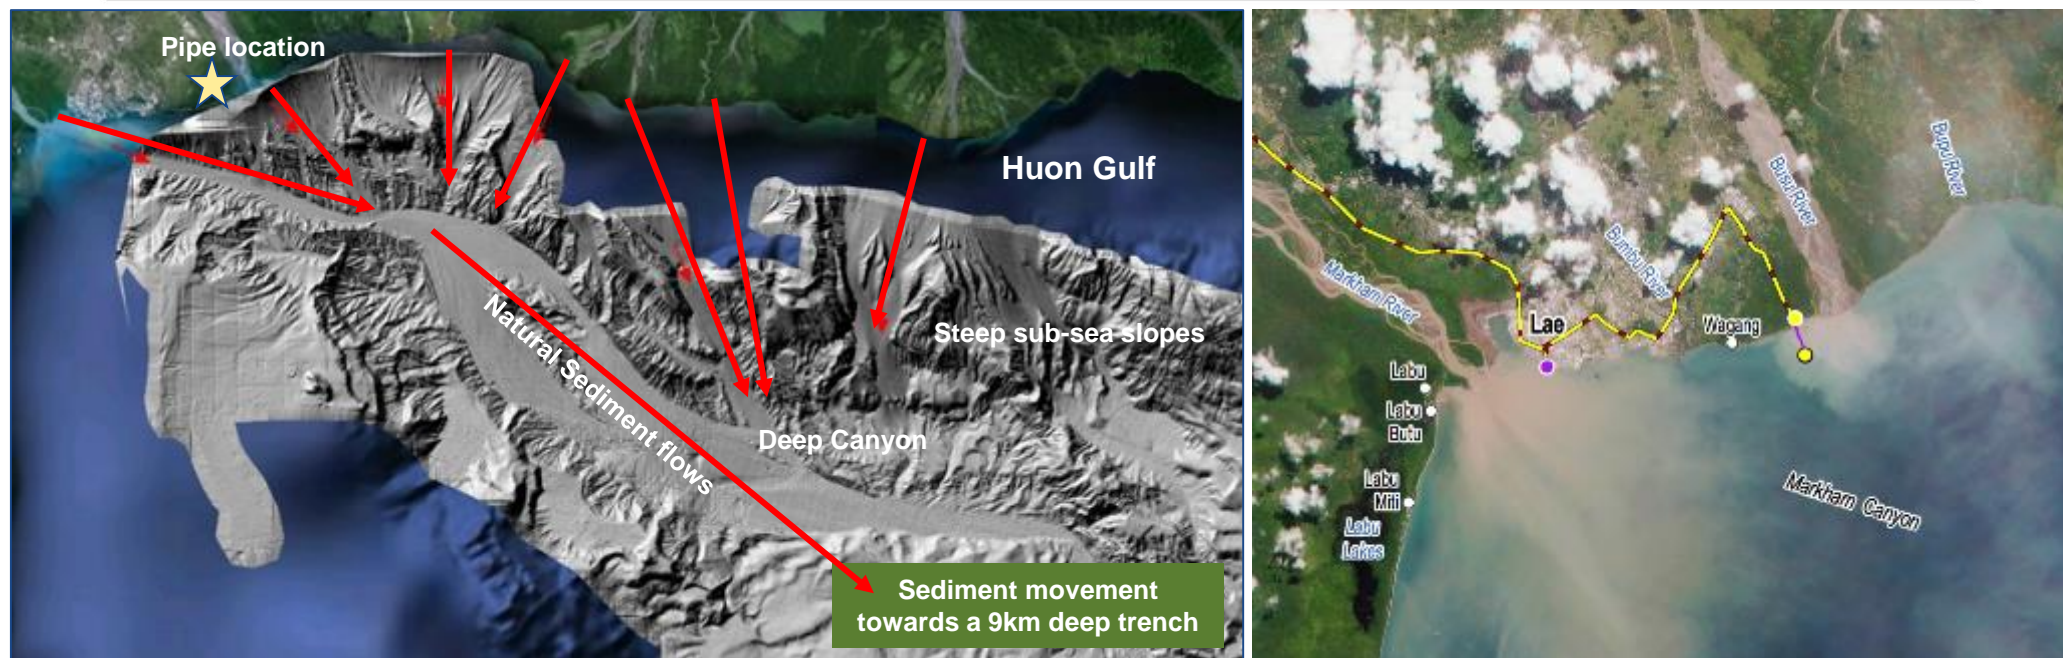 Pipe location
Huon Gulf
Steep sub-sea slopes
Natural Sediment flows
Deep Canyon
Sediment movement
towards a 9km deep trench
Bupu River
Busu River
Bumbu River
Markham River
Lae
Wagang
Labu
Labu
Butu
Labu
Mili
Labu
Lakes
Markham Canyon